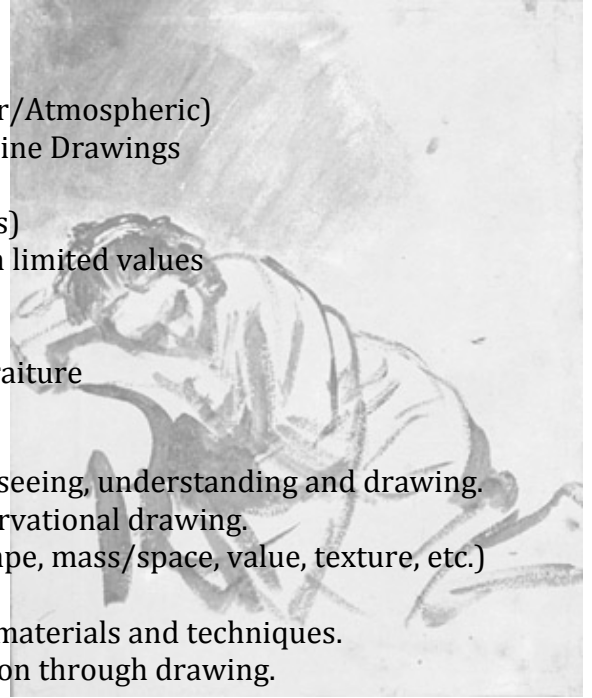 r/Atmospheric)
ine Drawings
s)
limited values
aiture
seeing, understanding and drawing.
rvational drawing.
pe, mass/space, value, texture, etc.)
materials and techniques.
on through drawing.